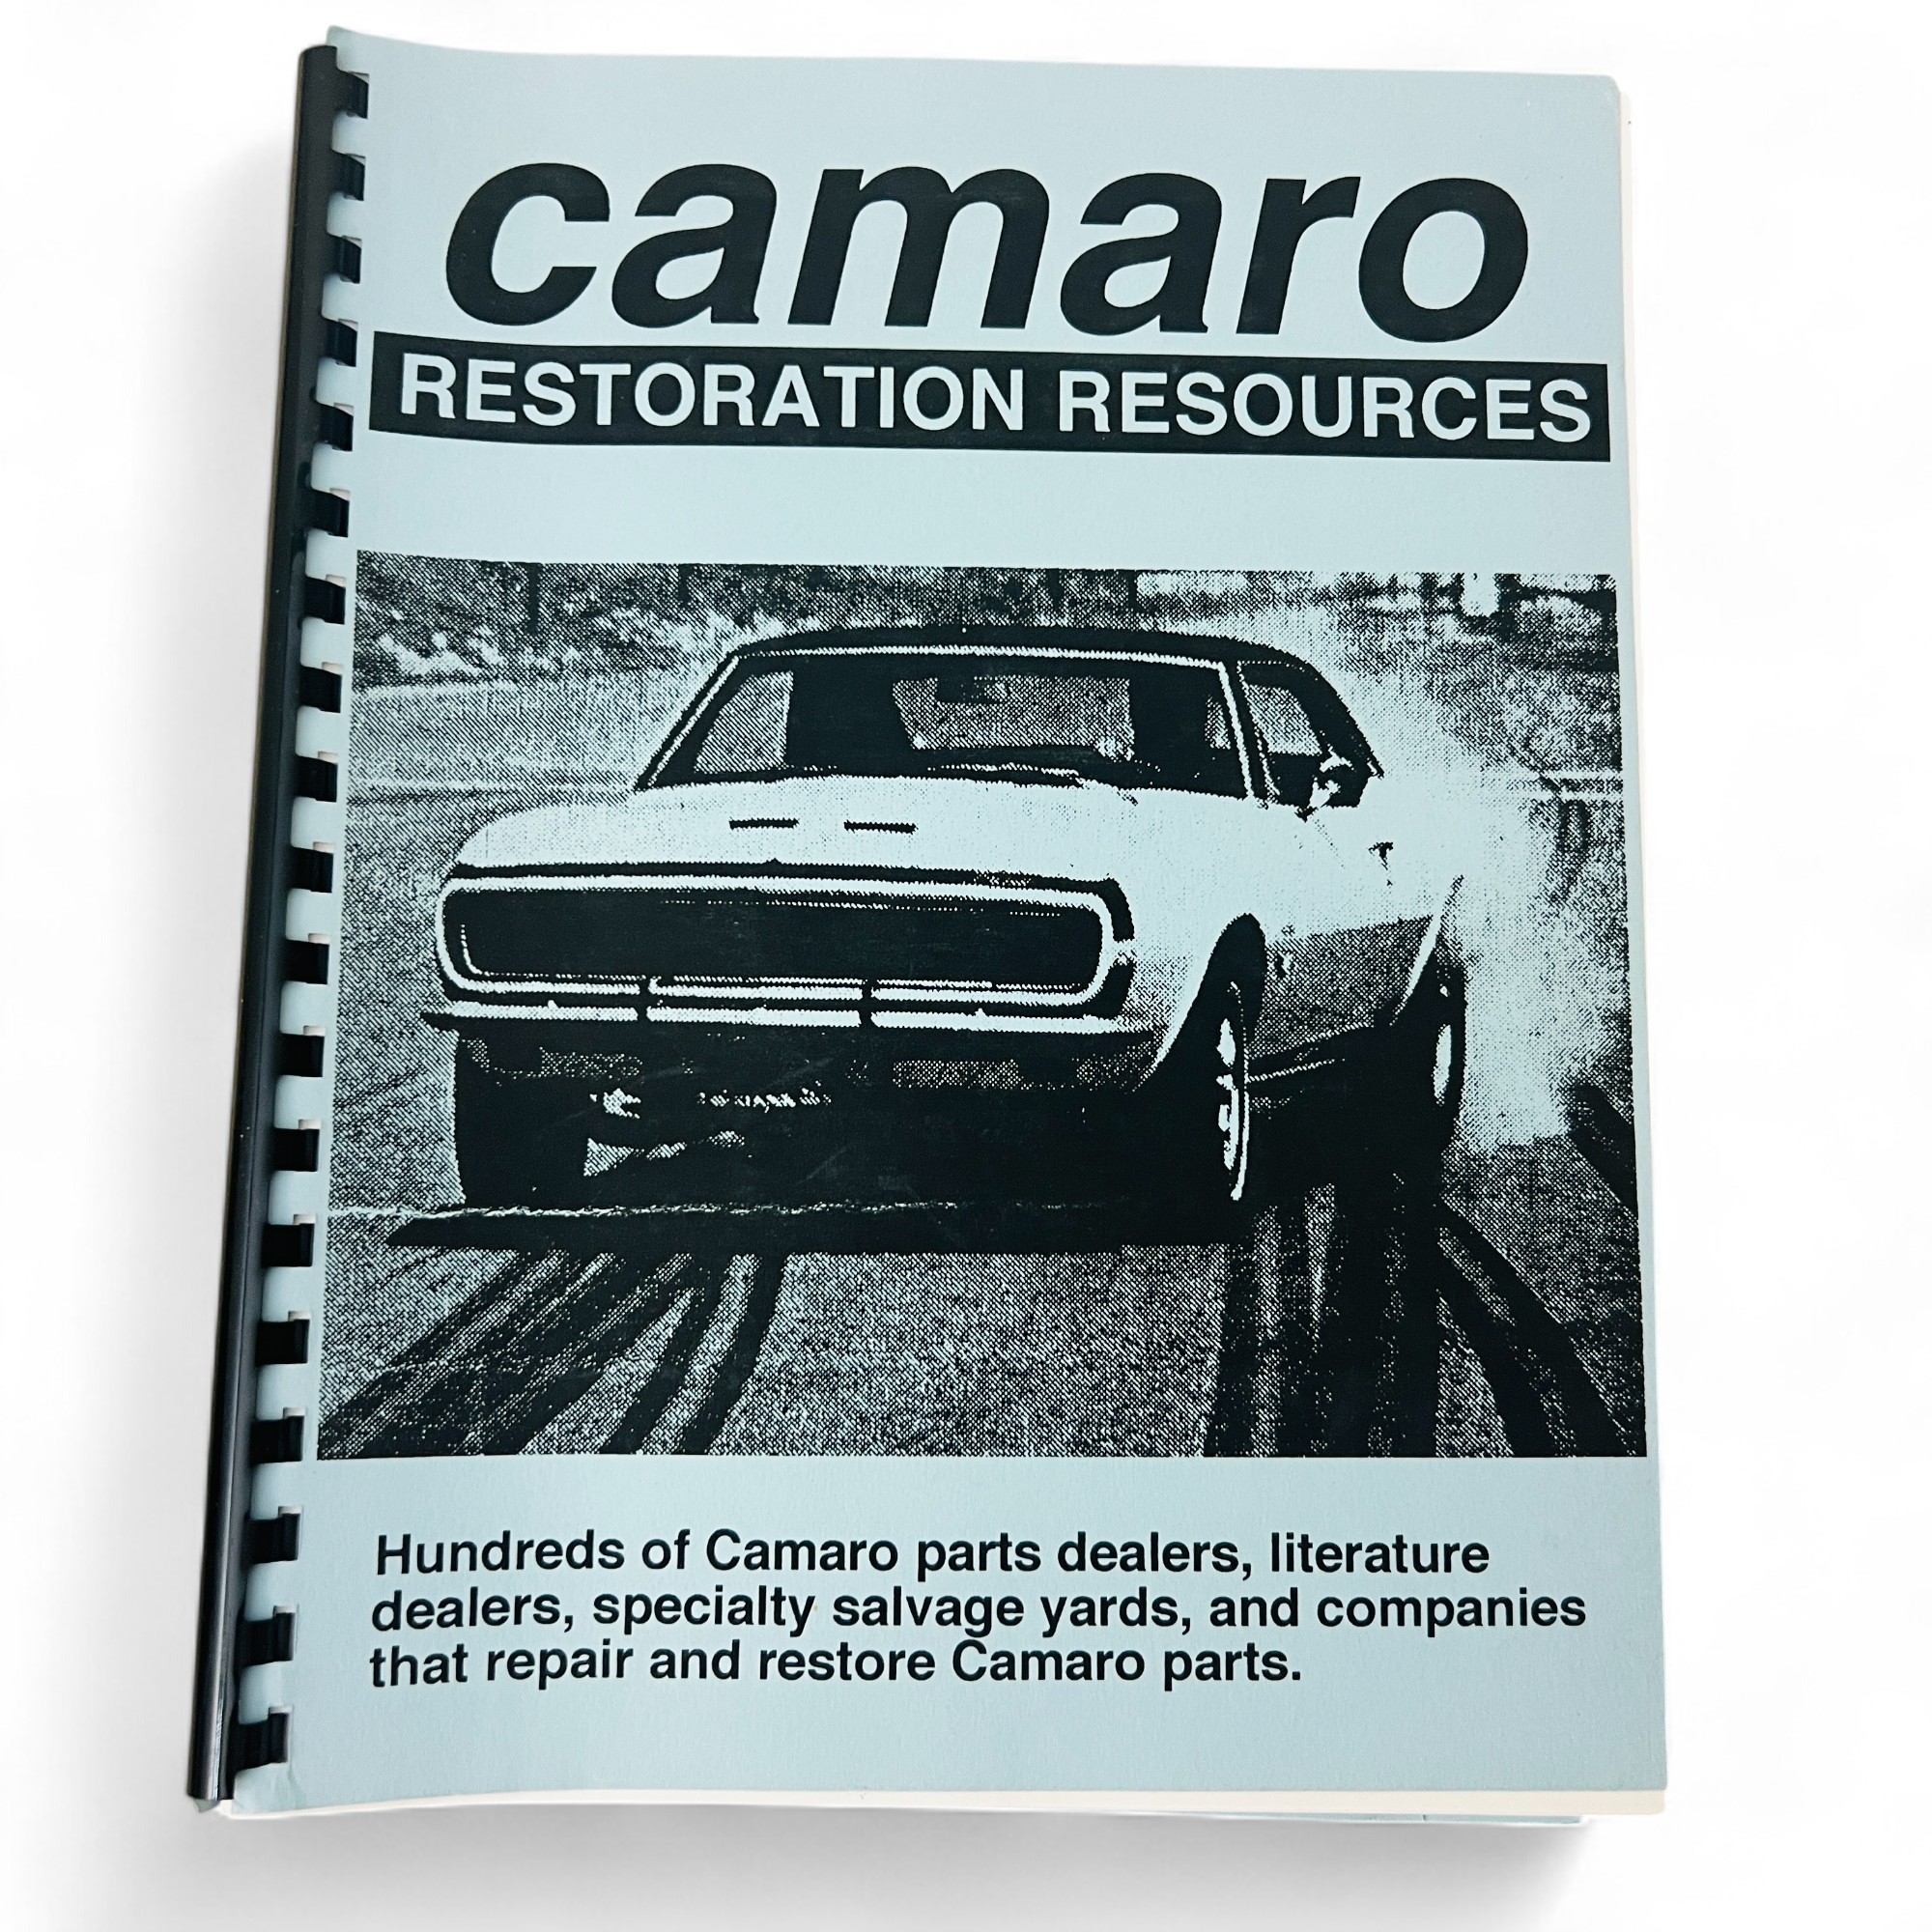 camaro
RESTORATION RESOURCES
Hundreds of Camaro parts dealers, literature
dealers, specialty salvage yards, and companies
that repair and restore Camaro parts.